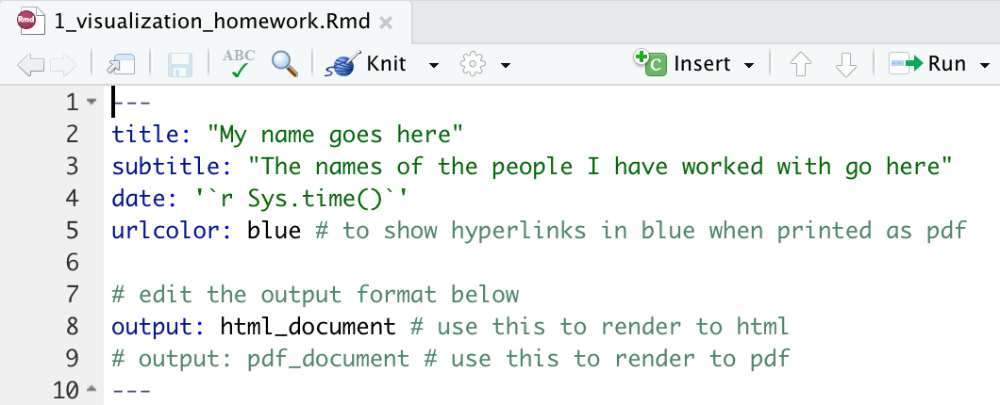 Rmd 1_visualization_homework.Rmd ×
ABC Knit C Insert Run
1 ---
2 title: "My name goes here"
3 subtitle: "The names of the people I have worked with go here"
4 date: '`r Sys.time()`'
5 urlcolor: blue # to show hyperlinks in blue when printed as pdf
6
7 # edit the output format below
8 output: html_document # use this to render to html
9 # output: pdf_document # use this to render to pdf
10 ---